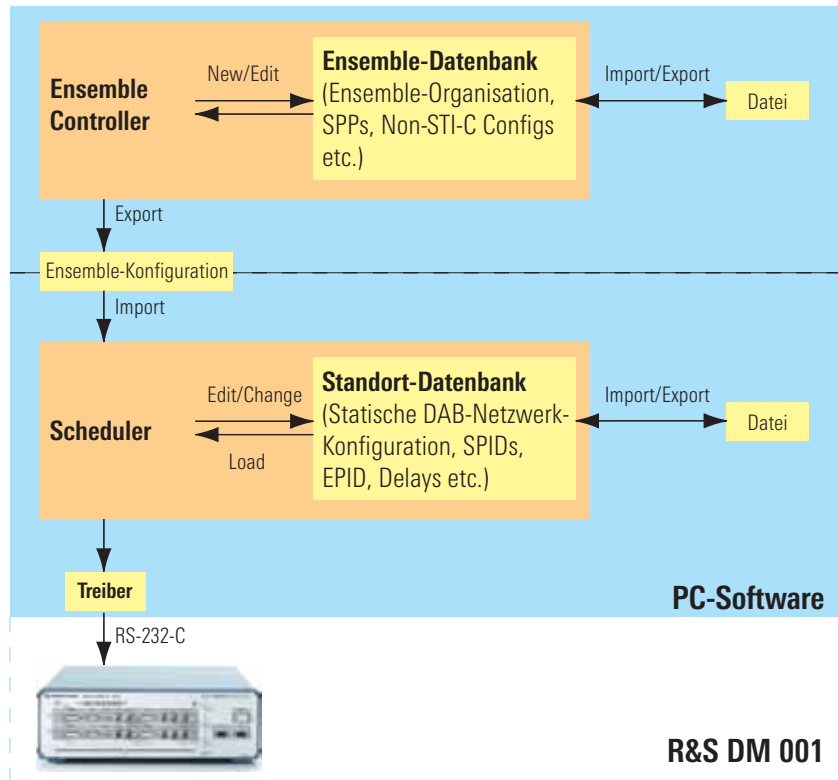 Ensemble
Controller
New/Edit
Ensemble-Datenbank
(Ensemble-Organisation,
SPPs, Non-STI-C Configs
etc.)
Import/Export
Datei
Export
Ensemble-Konfiguration
Import
Scheduler
Edit/Change
Load
Standort-Datenbank
(Statische DAB-Netzwerk-
Konfiguration, SPIDs,
EPID, Delays etc.)
Import/Export
Datei
Treiber
PC-Software
RS-232-C
R&S DM 001